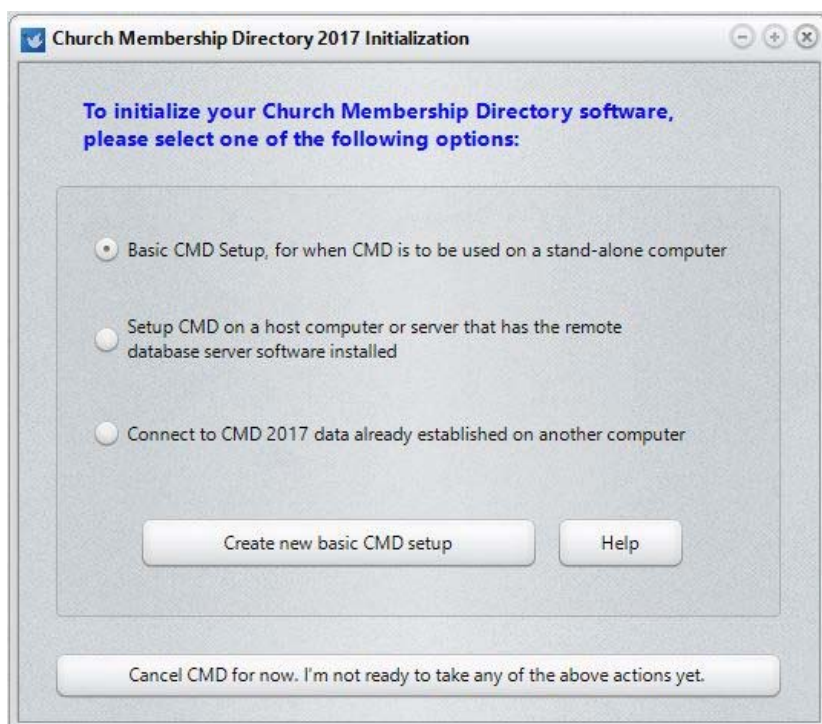 Church Membership Directory 2017 Initialization
To initialize your Church Membership Directory software,
please select one of the following options:
Basic CMD Setup, for when CMD is to be used on a stand-alone computer
Setup CMD on a host computer or server that has the remote
database server software installed
Connect to CMD 2017 data already established on another computer
Create new basic CMD setup
Help
Cancel CMD for now. I'm not ready to take any of the above actions yet.